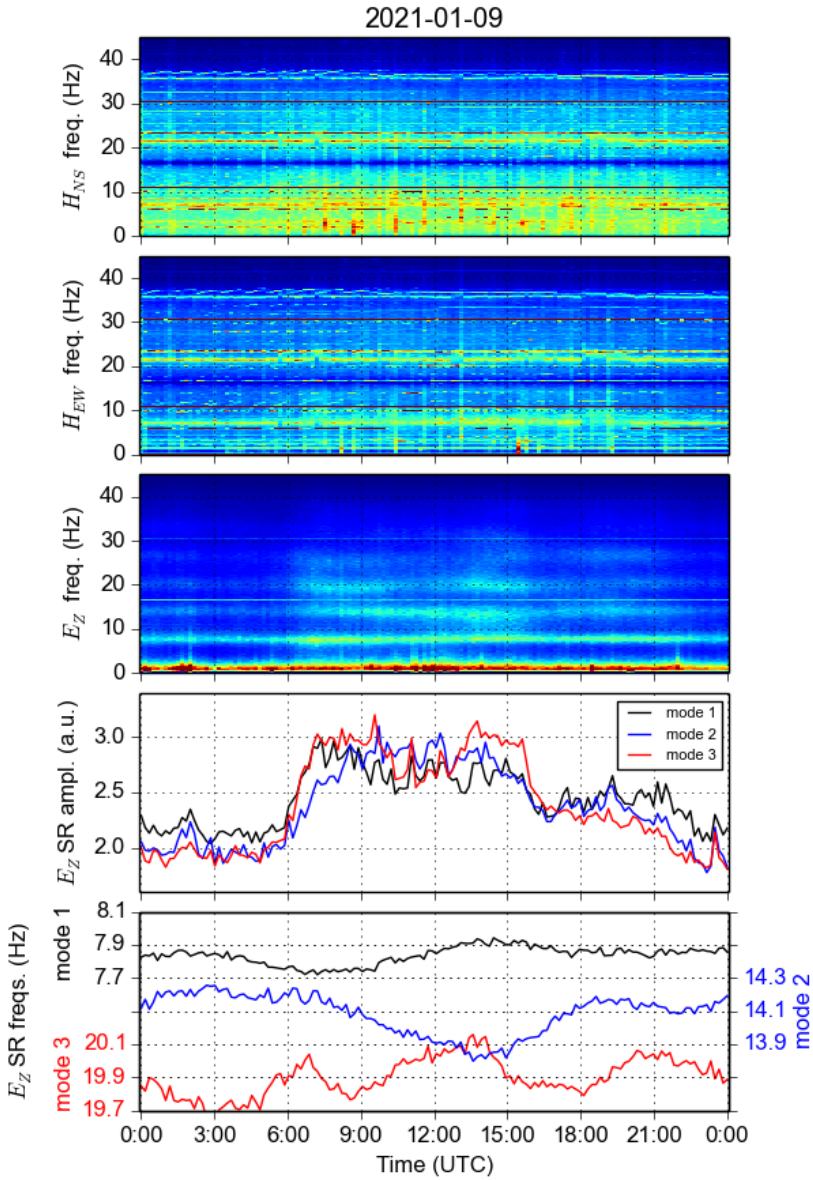 2021-01-09
H_NS freq. (Hz)
40
30
20
10
0
H_EW freq. (Hz)
40
30
20
10
0
E_Z freq. (Hz)
40
30
20
10
0
E_Z SR ampl. (a.u.)
3.0
2.5
2.0
mode 1
mode 2
mode 3
E_Z SR freqs. (Hz)
mode 1
8.1
7.9
7.7
mode 3
20.1
19.9
19.7
14.3
14.1
13.9
mode 2
0:00 3:00 6:00 9:00 12:00 15:00 18:00 21:00 0:00
Time (UTC)